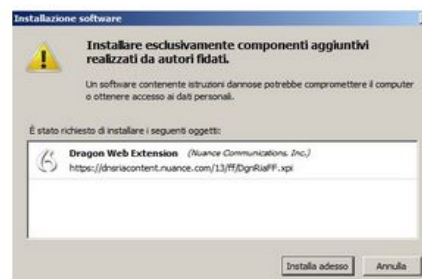 Installazione software
Installare esclusivamente componenti aggiuntivi
realizzati da autori fidati.
Un software contenente istruzioni dannose potrebbe compromettere il computer
o ottenere accesso ai dati personali.
È stato richiesto di installare i seguenti oggetti:
Dragon Web Extension (Nuance Communications, Inc.)
https://dnsriacontent.nuance.com/13/ff/DgnRiaFF.xpi
Installa adesso Annulla